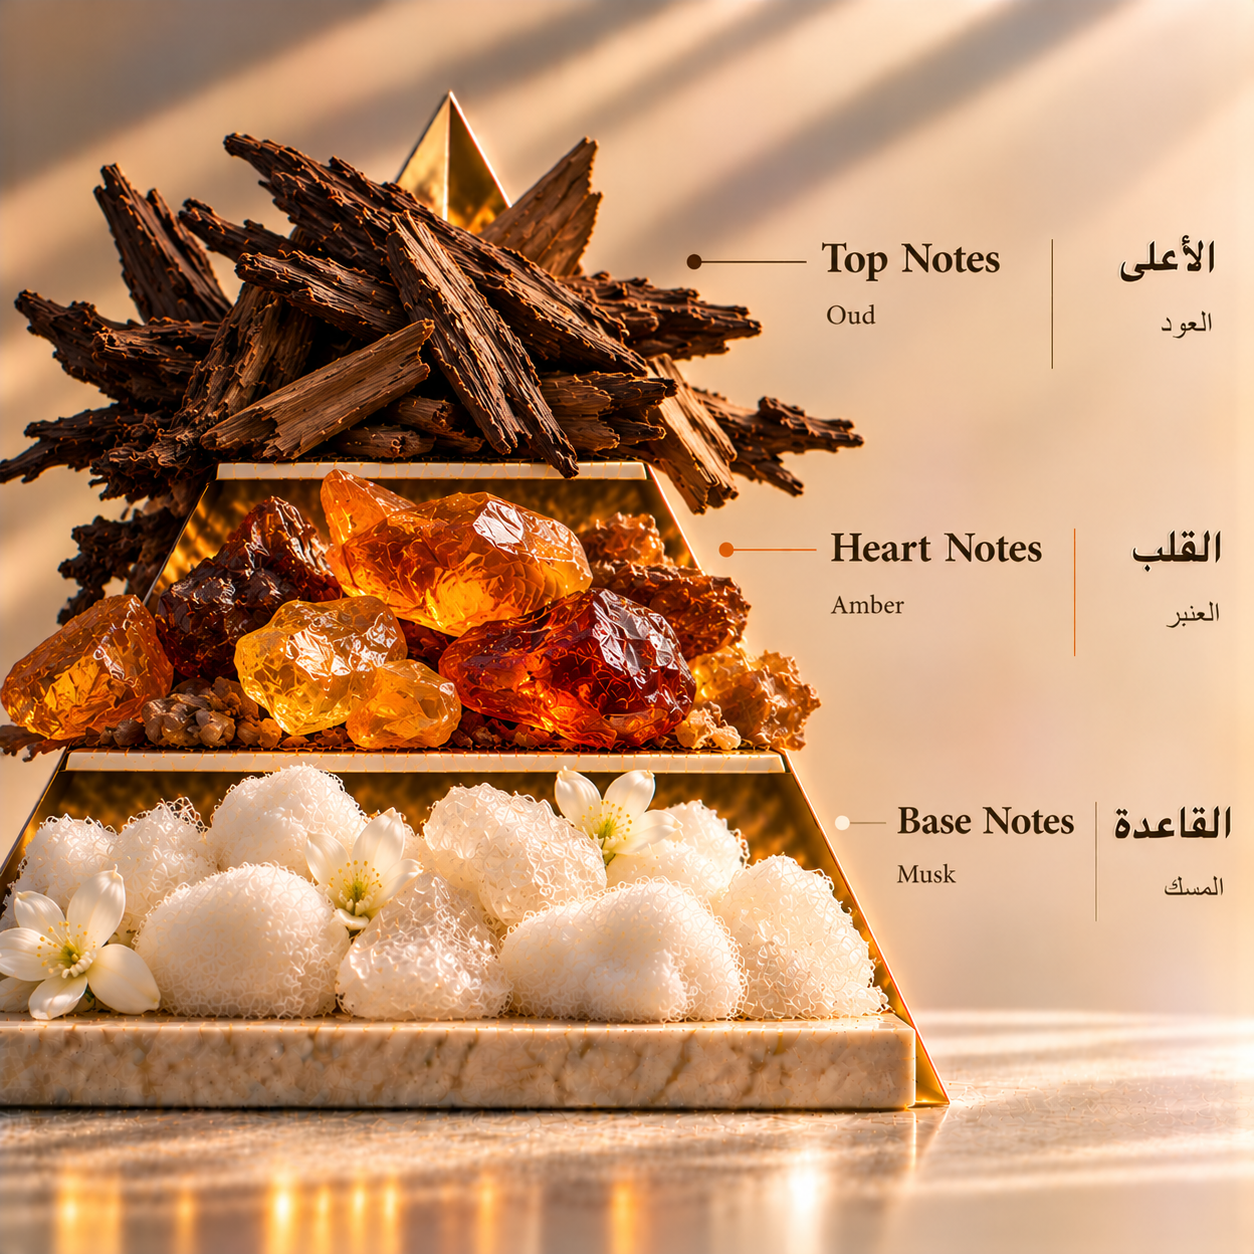 Top Notes
الأعلى
Oud
العود
Heart Notes
القلب
Amber
العنبر
Base Notes
القاعدة
Musk
المسك